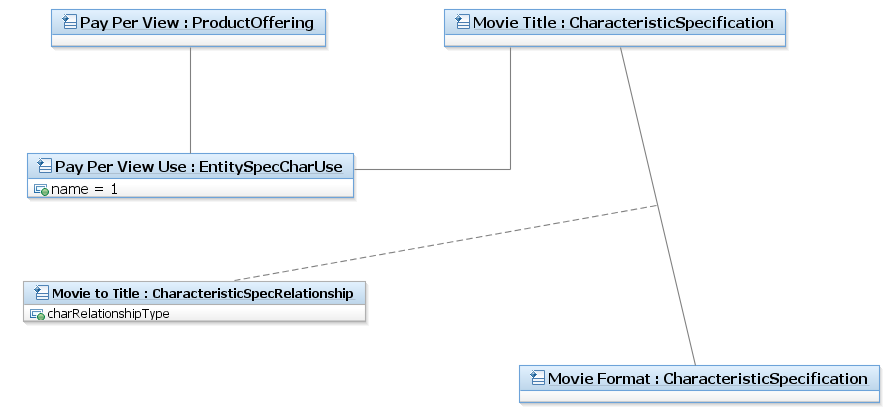 Pay Per View : ProductOffering
Movie Title : CharacteristicSpecification
Pay Per View Use : EntitySpecCharUse
name = 1
Movie to Title : CharacteristicSpecRelationship
charRelationshipType
Movie Format : CharacteristicSpecification